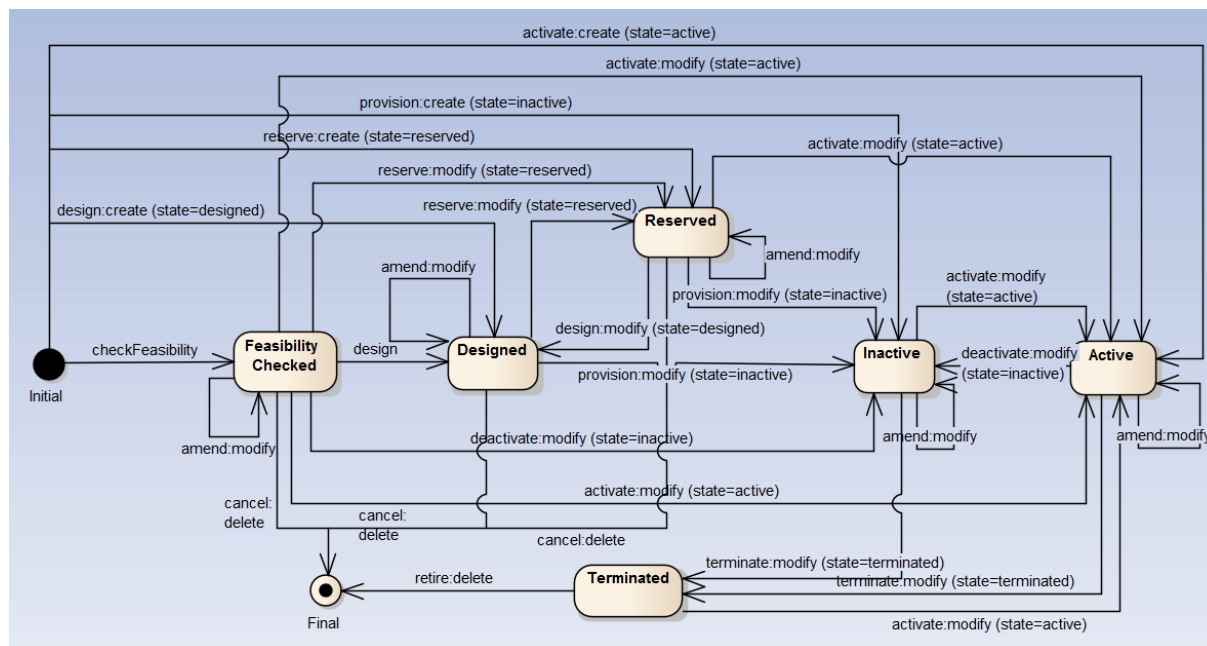 activate:create (state=active)
activate:modify (state=active)
provision:create (state=inactive)
reserve:create (state=reserved)
activate:modify (state=active)
reserve:modify (state=reserved)
design:create (state=designed)
reserve:modify (state=reserved)
Reserved
amend:modify
amend:modify
activate:modify
(state=active)
provision:modify (state=inactive)
design:modify (state=designed)
Feasibility
Checked
checkFeasibility
design
Designed
Inactive
deactivate:modify
(state=inactive)
Active
provision:modify (state=inactive)
Initial
amend:modify
deactivate:modify (state=inactive)
amend:modify
amend:modify
activate:modify (state=active)
cancel:
delete
cancel:
delete
cancel:delete
terminate:modify (state=terminated)
retire:delete
Terminated
terminate:modify (state=terminated)
Final
activate:modify (state=active)